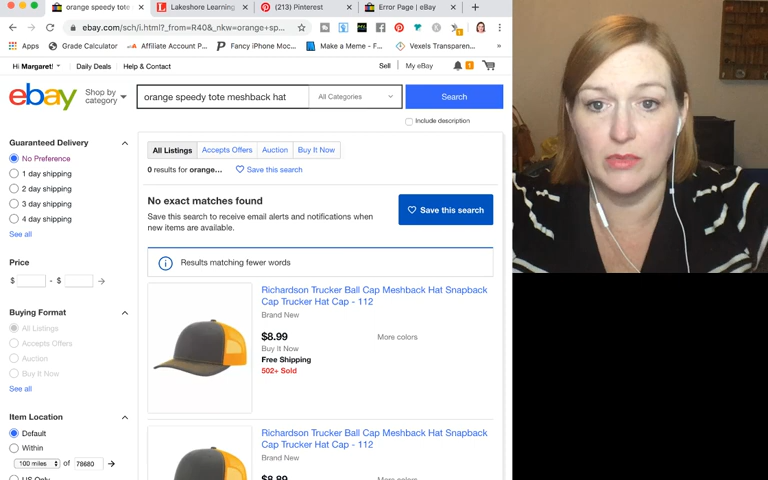 orange speedy tote
Lakeshore Learning
(213) Pinterest
Error Page | eBay
ebay.com/sch/i.html?_from=R40&_nkw=orange+sp...
Apps
Grade Calculator
Affiliate Account P...
Fancy iPhone Moc...
Make a Meme - F...
Vexels Transparen...
Hi Margaret!
Daily Deals
Help & Contact
Sell
My eBay
1
ebay
Shop by
category
orange speedy tote meshback hat
All Categories
Search
Include description
Guaranteed Delivery
No Preference
1 day shipping
2 day shipping
3 day shipping
4 day shipping
See all
Price
$ - $
Buying Format
All Listings
Accepts Offers
Auction
Buy It Now
See all
Item Location
Default
Within
100 miles of 78680
US Only
All Listings
Accepts Offers
Auction
Buy It Now
0 results for orange...
Save this search
No exact matches found
Save this search to receive email alerts and notifications when
new items are available.
Save this search
Results matching fewer words
Richardson Trucker Ball Cap Meshback Hat Snapback
Cap Trucker Hat Cap - 112
Brand New
$8.99
More colors
Buy It Now
Free Shipping
502+ Sold
Richardson Trucker Ball Cap Meshback Hat Snapback
Cap Trucker Hat Cap - 112
Brand New
$8.89
More colors